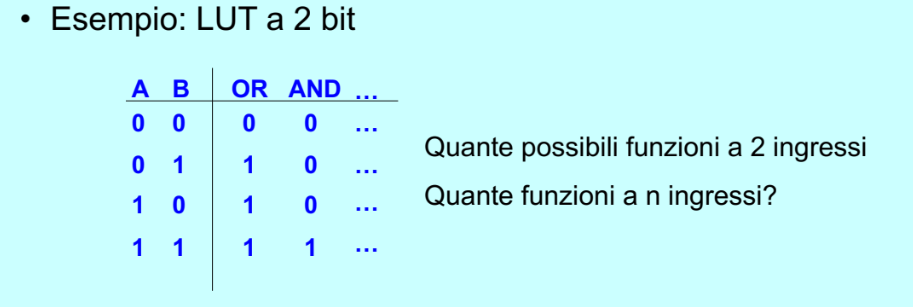 • Esempio: LUT a 2 bit
A B OR AND ...
0 0 0 0 ...
0 1 1 0 ...
1 0 1 0 ...
1 1 1 1 ...
Quante possibili funzioni a 2 ingressi
Quante funzioni a n ingressi?